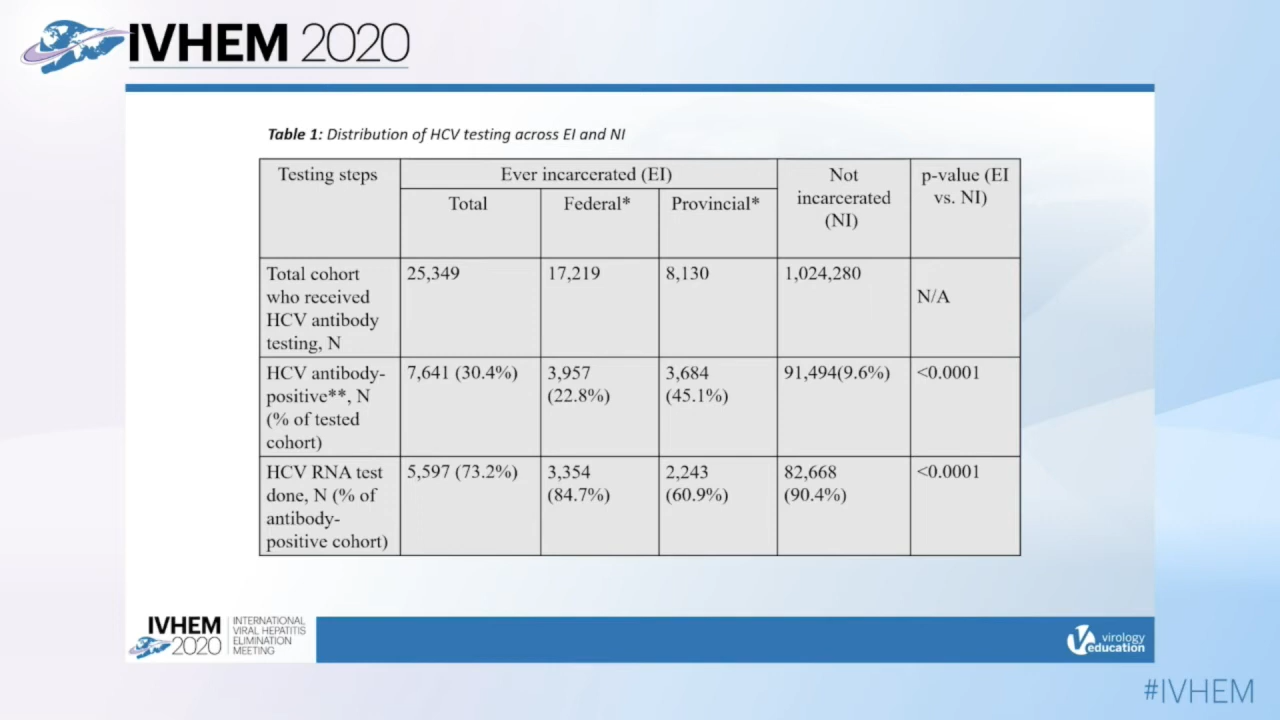 IVHEM 2020
Table 1: Distribution of HCV testing across EI and NI
Testing steps
Ever incarcerated (EI)
Total
Federal*
Provincial*
Not
incarcerated
(NI)
p-value (EI
vs. NI)
Total cohort
who received
HCV antibody
testing, N
25,349
17,219
8,130
1,024,280
N/A
HCV antibody-
positive**, N
(% of tested
cohort)
7,641 (30.4%)
3,957
(22.8%)
3,684
(45.1%)
91,494(9.6%)
<0.0001
HCV RNA test
done, N (% of
antibody-
positive cohort)
5,597 (73.2%)
3,354
(84.7%)
2,243
(60.9%)
82,668
(90.4%)
<0.0001
IVHEM
2020
INTERNATIONAL
VIRAL HEPATITIS
ELIMINATION
MEETING
virology
education
#IVHEM